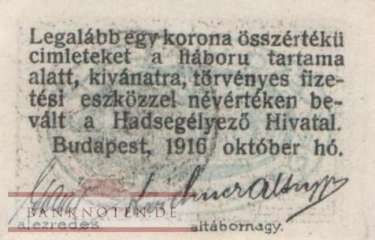 Legalább egy korona összértékü
cimleteket a háboru tartama
alatt, kivánatra, törvényes fize-
tési eszközzel névértéken be-
vált a Hadsegélyező Hivatal.
Budapest, 1916 október hó.
BANKNOTEN.DE
alezredes. altábornagy.